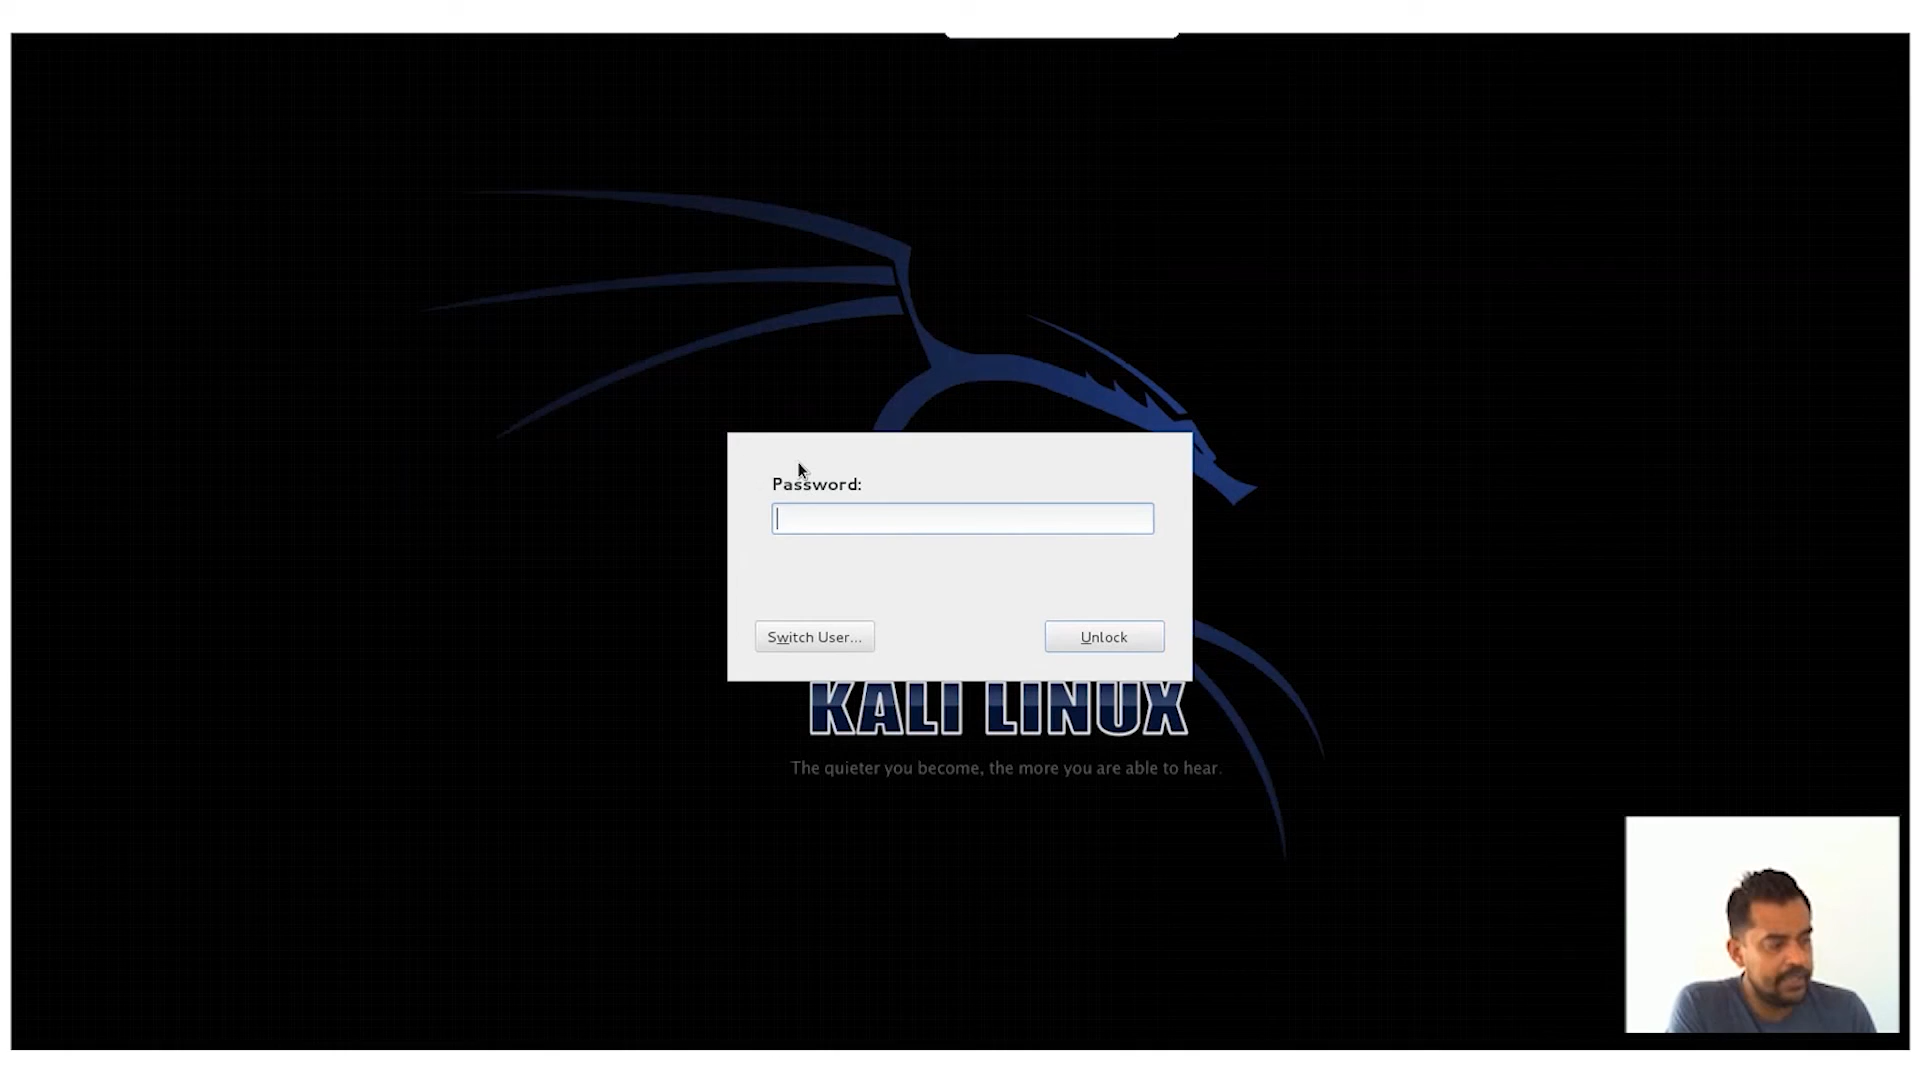 Password:
Switch User...
Unlock
KALI LINUX
The quieter you become, the more you are able to hear.